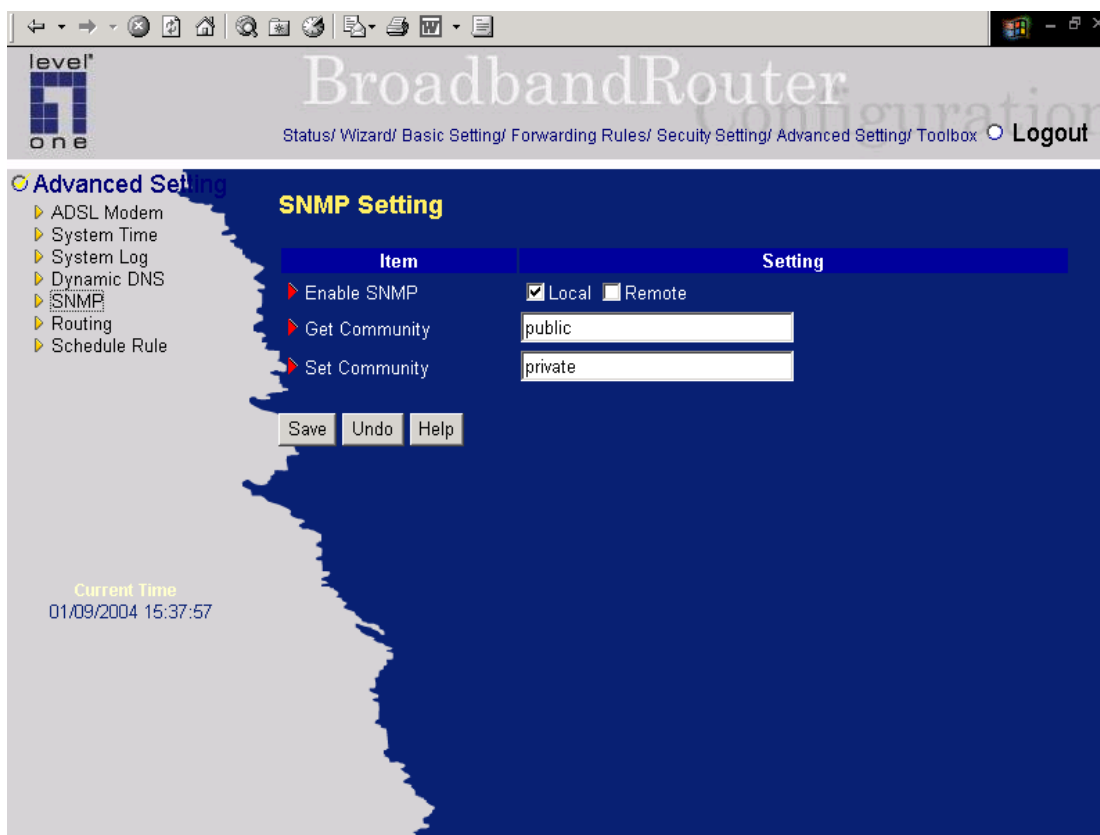 level"
one
BroadbandRouter
Configuration
Status/ Wizard/ Basic Setting/ Forwarding Rules/ Secuity Setting/ Advanced Setting/ Toolbox Logout
Advanced Setting
ADSL Modem
System Time
System Log
Dynamic DNS
SNMP
Routing
Schedule Rule
Current Time
01/09/2004 15:37:57
SNMP Setting
Item Setting
Enable SNMP Local Remote
Get Community public
Set Community private
Save Undo Help